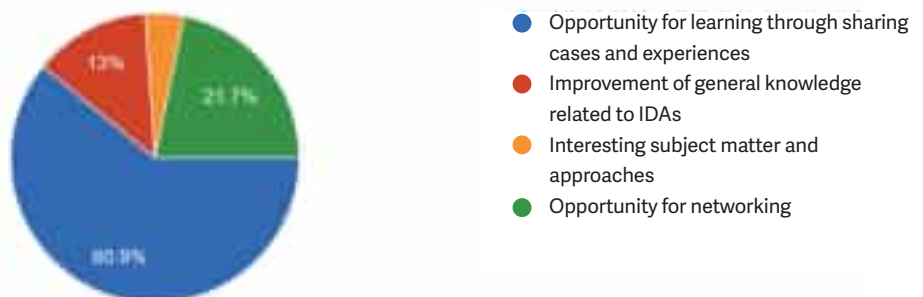 13%
21.7%
60.9%
Opportunity for learning through sharing
cases and experiences
Improvement of general knowledge
related to IDAs
Interesting subject matter and
approaches
Opportunity for networking